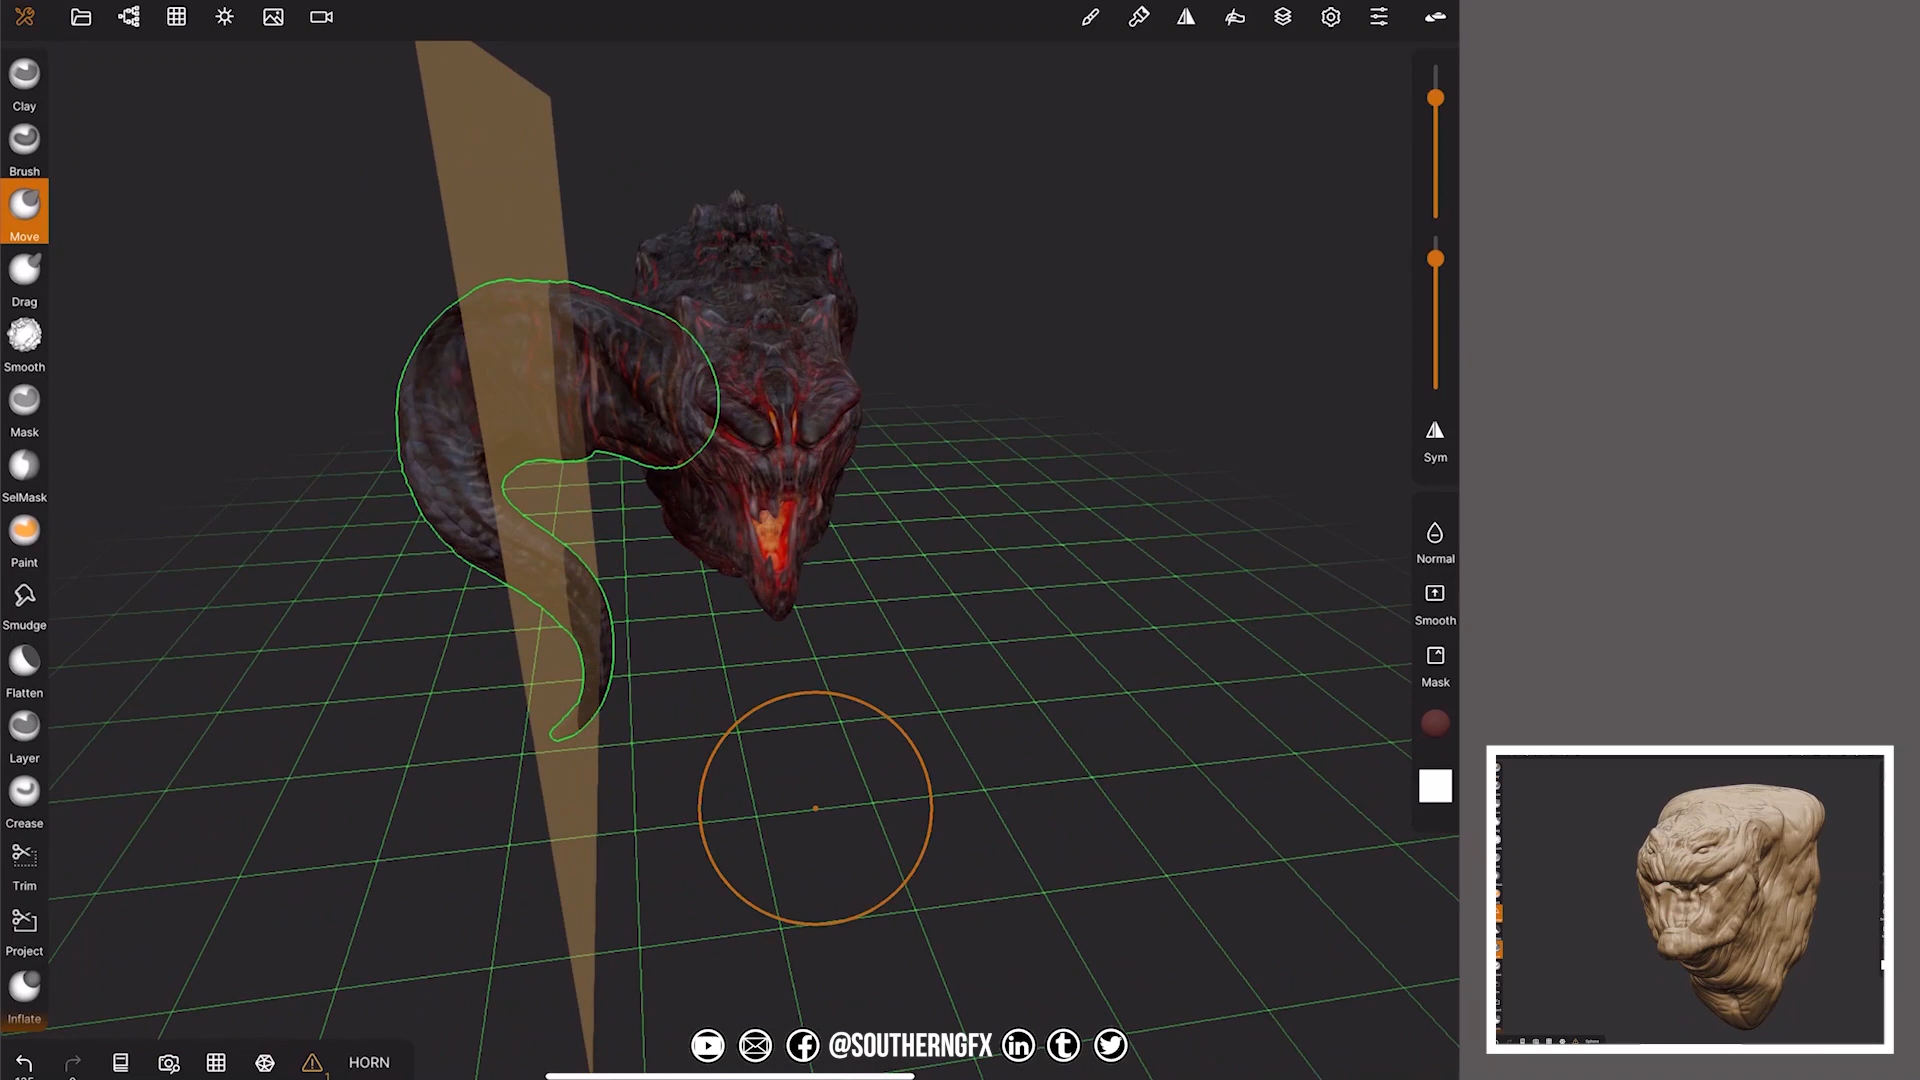 Clay
Brush
Move
Drag
Smooth
Mask
SelMask
Paint
Smudge
Flatten
Layer
Crease
Trim
Project
Inflate
Sym
Normal
Smooth
Mask
HORN
1
@SOUTHERNGFX